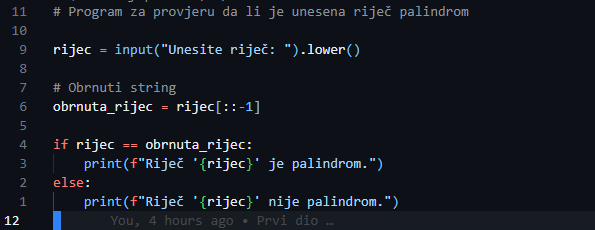 11 # Program za provjeru da li je unesena riječ palindrom
10
9 rijec = input("Unesite riječ: ").lower()
8
7 # Obrnuti string
6 obrnuta_rijec = rijec[::-1]
5
4 if rijec == obrnuta_rijec:
3     print(f"Riječ '{rijec}' je palindrom.")
2 else:
1     print(f"Riječ '{rijec}' nije palindrom.")
12 You, 4 hours ago • Prvi dio …